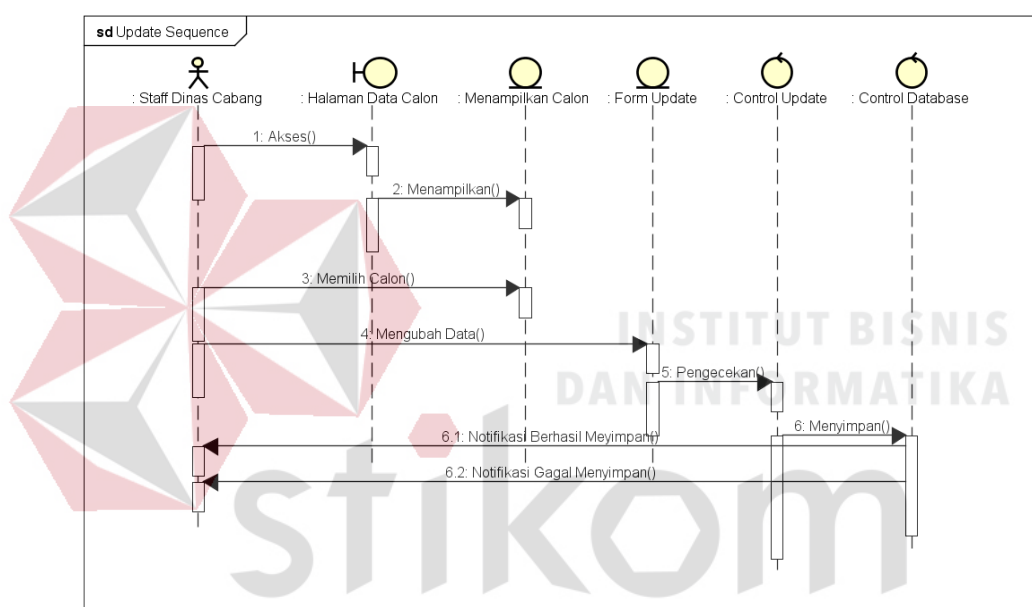 sd Update Sequence
: Staff Dinas Cabang
: Halaman Data Calon
: Menampilkan Calon
: Form Update
: Control Update
: Control Database
1: Akses()
2: Menampilkan()
3: Memilih Calon()
4: Mengubah Data()
5: Pengecekan()
6: Menyimpan()
6.1: Notifikasi Berhasil Meyimpan()
6.2: Notifikasi Gagal Menyimpan()
INSTITUT BISNIS
DAN INFORMATIKA
stikom